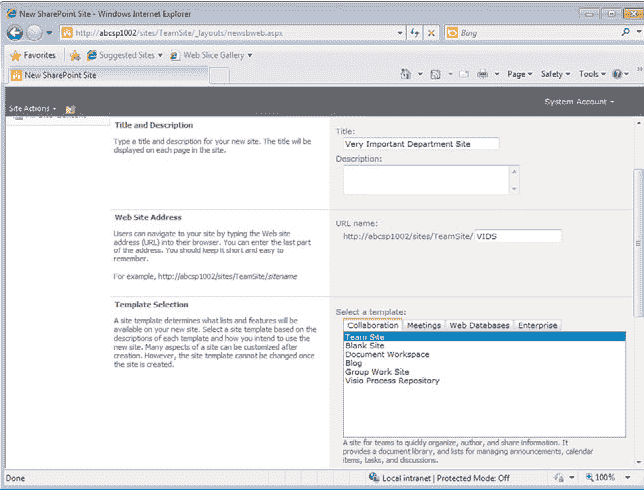 New SharePoint Site - Windows Internet Explorer
http://abcsp1002/sites/TeamSite/_layouts/newsbweb.aspx
Bing
Favorites Suggested Sites Web Slice Gallery
New SharePoint Site
Page Safety Tools
Site Actions
System Account
Title and Description
Type a title and description for your new site. The title will be
displayed on each page in the site.
Title:
Very Important Department Site
Description:
Web Site Address
Users can navigate to your site by typing the Web site
address (URL) into their browser. You can enter the last part
of the address. You should keep it short and easy to
remember.
For example, http://abcsp1002/sites/TeamSite/sitename
URL name:
http://abcsp1002/sites/TeamSite/ VIDS
Template Selection
A site template determines what lists and features will be
available on your new site. Select a site template based on the
descriptions of each template and how you intend to use the
new site. Many aspects of a site can be customized after
creation. However, the site template cannot be changed once
the site is created.
Select a template:
Collaboration Meetings Web Databases Enterprise
Team Site
Blank Site
Document Workspace
Blog
Group Work Site
Visio Process Repository
A site for teams to quickly organize, author, and share information. It
provides a document library, and lists for managing announcements, calendar
items, tasks, and discussions.
Done
Local intranet | Protected Mode: Off
100%